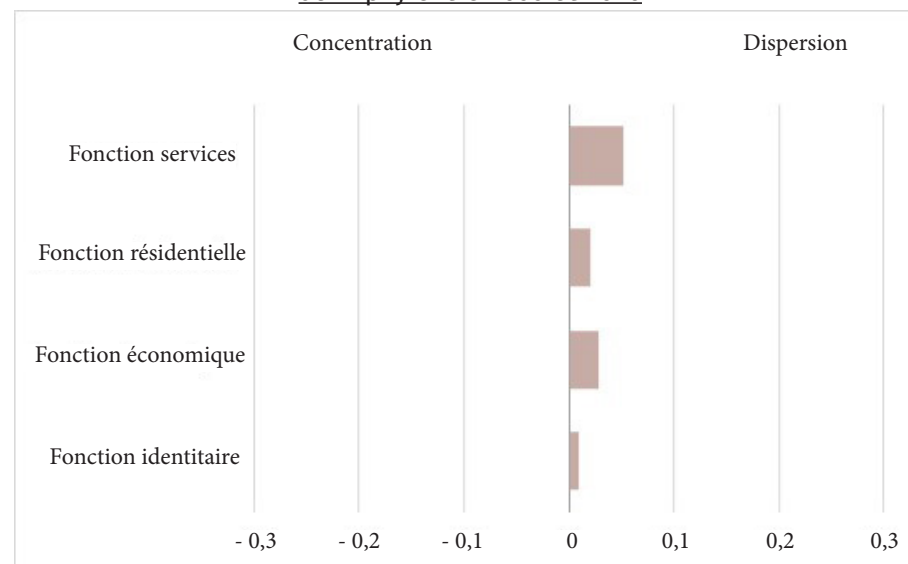 Concentration Dispersion
Fonction services
Fonction résidentielle
Fonction économique
Fonction identitaire
- 0,3 - 0,2 - 0,1 0 0,1 0,2 0,3